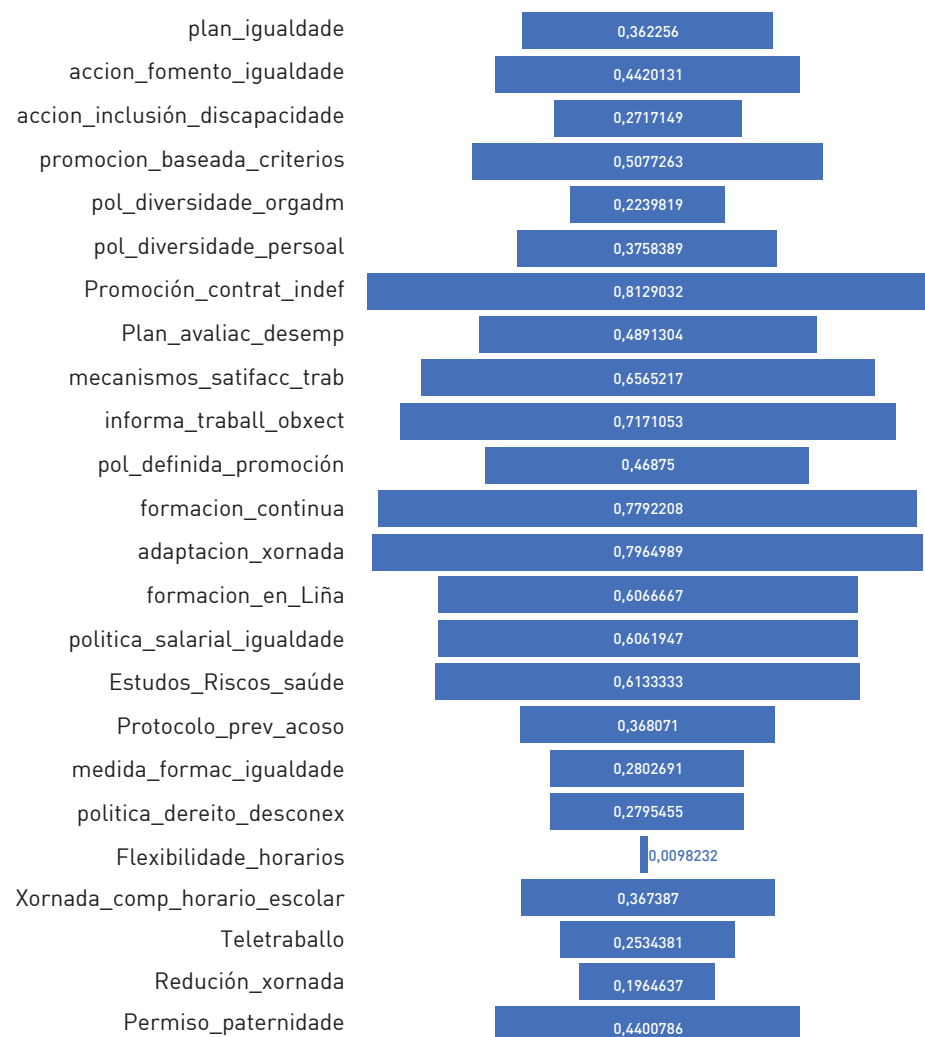 plan_igualdade 0,362256
accion_fomento_igualdade 0,4420131
accion_inclusión_discapacidade 0,2717149
promocion_baseada_criterios 0,5077263
pol_diversidade_orgadm 0,2239819
pol_diversidade_persoal 0,3758389
Promoción_contrat_indef 0,8129032
Plan_avaliac_desemp 0,4891304
mecanismos_satifacc_trab 0,6565217
informa_traball_obxect 0,7171053
pol_definida_promoción 0,46875
formacion_continua 0,7792208
adaptacion_xornada 0,7964989
formacion_en_Liña 0,6066667
politica_salarial_igualdade 0,6061947
Estudos_Riscos_saúde 0,6133333
Protocolo_prev_acoso 0,368071
medida_formac_igualdade 0,2802691
politica_dereito_desconex 0,2795455
Flexibilidade_horarios 0,0098232
Xornada_comp_horario_escolar 0,367387
Teletraballo 0,2534381
Redución_xornada 0,1964637
Permiso_paternidade 0,4400786